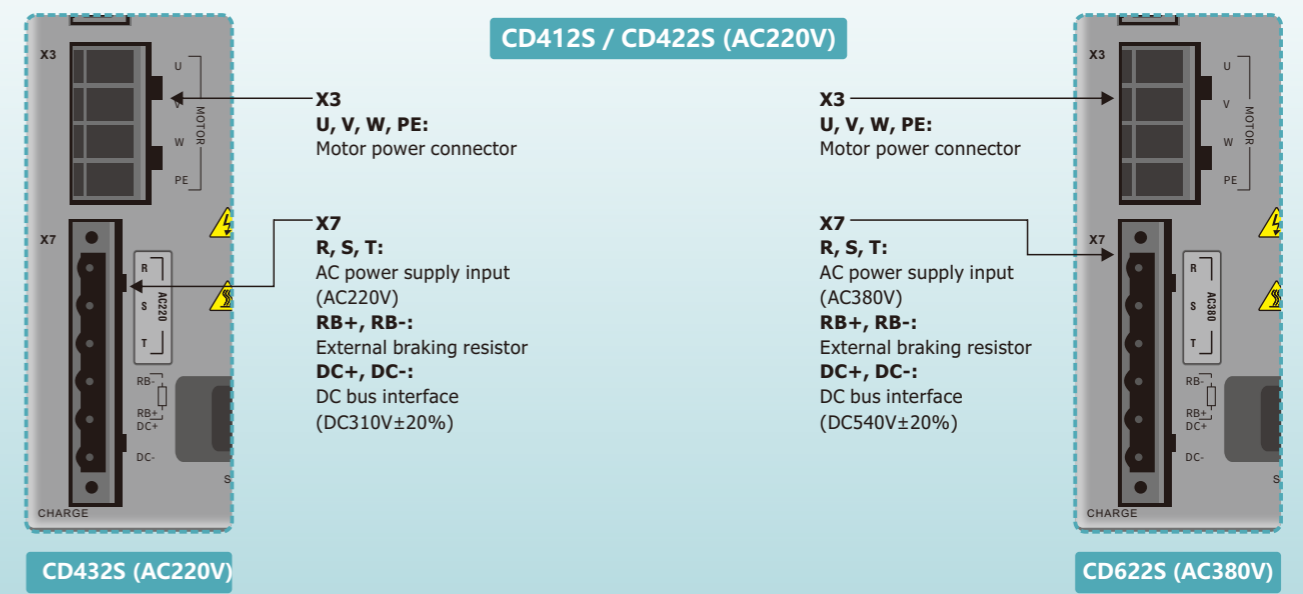 CD412S / CD422S (AC220V)
X3
U
V
W
PE
MOTOR
X7
R
S
T
AC220
RB-
RB+
DC+
DC-
S
CHARGE
CD432S (AC220V)
X3
U, V, W, PE:
Motor power connector
X7
R, S, T:
AC power supply input
(AC220V)
RB+, RB-:
External braking resistor
DC+, DC-:
DC bus interface
(DC310V±20%)
X3
U, V, W, PE:
Motor power connector
X7
R, S, T:
AC power supply input
(AC380V)
RB+, RB-:
External braking resistor
DC+, DC-:
DC bus interface
(DC540V±20%)
X3
U
V
W
PE
MOTOR
X7
R
S
T
AC380
RB-
RB+
DC+
DC-
S
CHARGE
CD622S (AC380V)